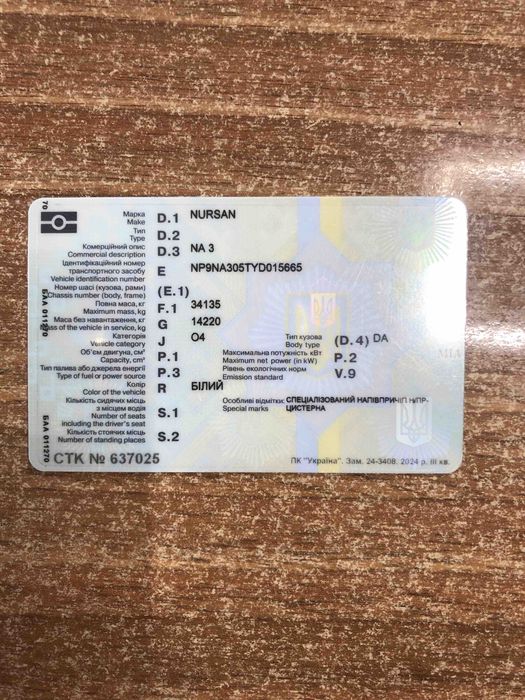 70
Марка
Make D.1 NURSAN
Тип
Type D.2
Комерційний опис
Commercial description D.3 NA 3
Ідентифікаційний номер
транспортного засобу
Vehicle identification number E NP9NA305TYD015665
Номер шасі (кузова, рами)
Chassis number (body, frame) (E.1)
Повна маса, кг
Maximum mass, kg F.1 34135
Маса без навантаження, кг
Mass of the vehicle in service, kg G 14220
Категорія
Vehicle category J O4
Тип кузова
Body type (D.4) DA
Об'єм двигуна, см³
Capacity, cm³ P.1
Максимальна потужність кВт
Maximum net power (in kW) P.2
Тип палива або джерела енергії
Type of fuel or power source P.3
Рівень екологічних норм
Emission standard V.9
Колір
Color of the vehicle R БІЛИЙ
Особливі відмітки:
Special marks СПЕЦІАЛІЗОВАНИЙ НАПІВПРИЧІП НПР-
ЦИСТЕРНА
Кількість сидячих місць
з місцем водія
Number of seats
including the driver's seat S.1
Кількість стоячих місць
Number of standing places S.2
СТК № 637025
ПК "Україна". Зам. 24-3408. 2024 р. III кв.
БАА 011270
БАА 011270